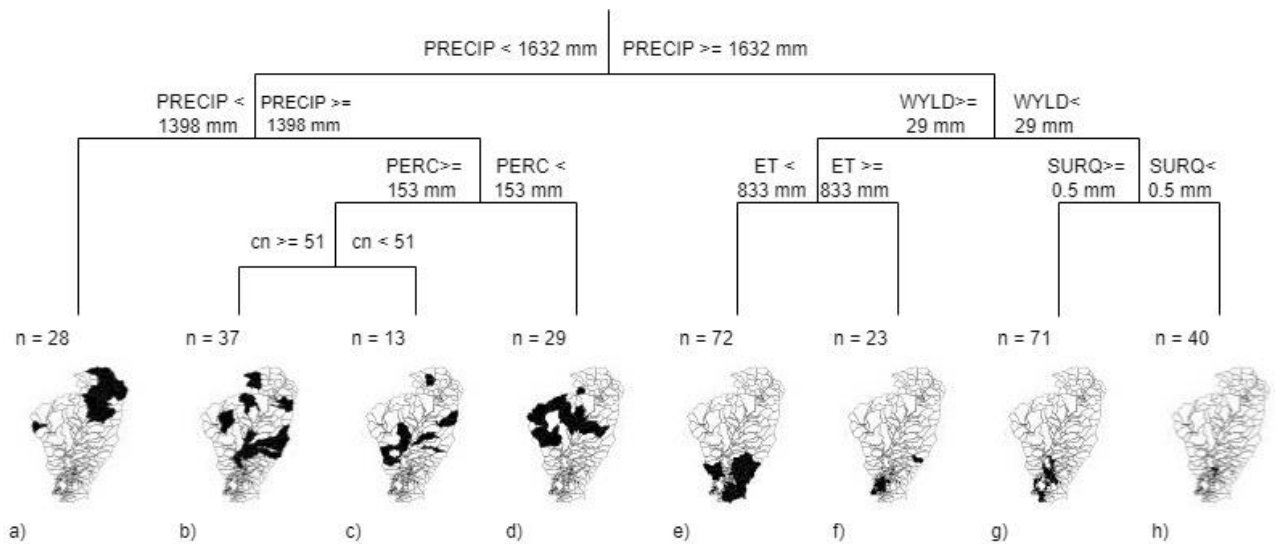 PRECIP < 1632 mm
PRECIP >= 1632 mm
PRECIP <
1398 mm
PRECIP >=
1398 mm
WYLD>=
29 mm
WYLD<
29 mm
PERC>=
153 mm
PERC <
153 mm
ET <
833 mm
ET >=
833 mm
SURQ>=
0.5 mm
SURQ<
0.5 mm
cn >= 51
cn < 51
n = 28
n = 37
n = 13
n = 29
n = 72
n = 23
n = 71
n = 40
a)
b)
c)
d)
e)
f)
g)
h)